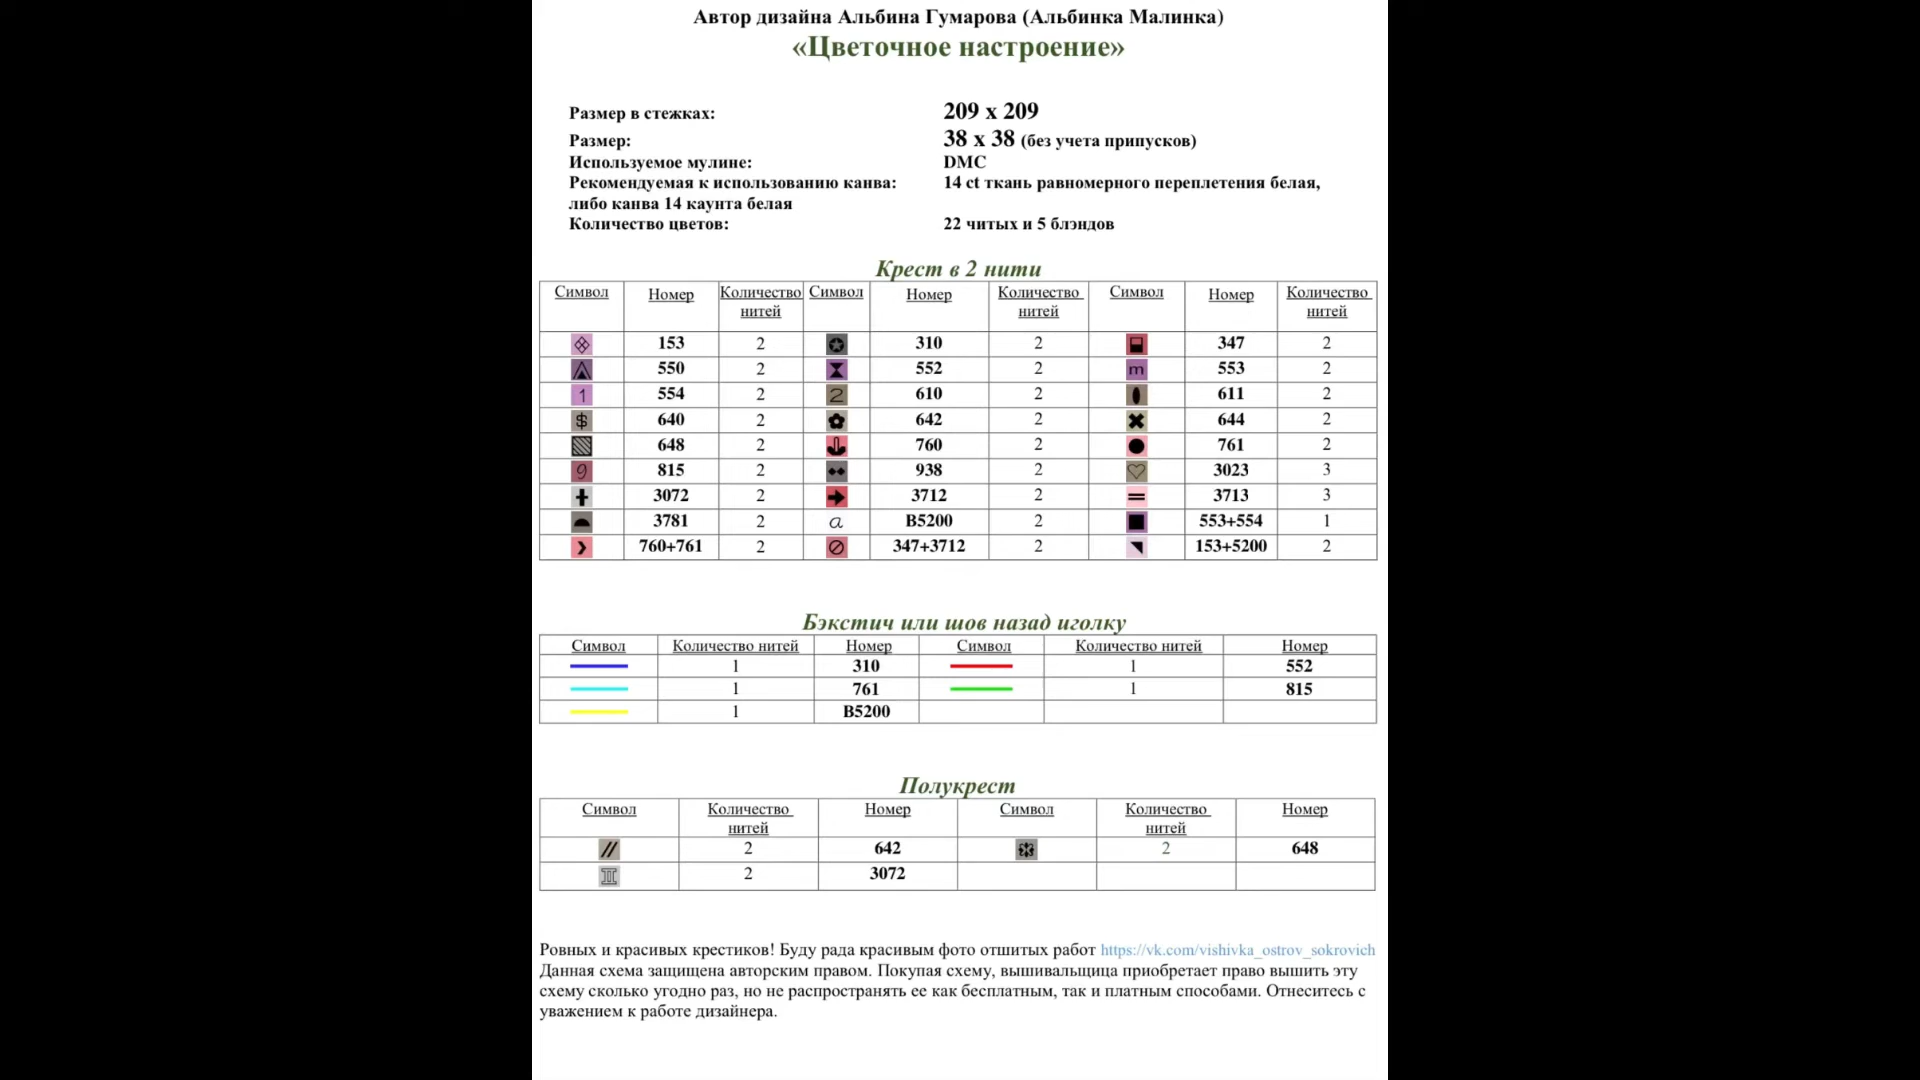 Автор дизайна Альбина Гумарова (Альбинка Малинка)
«Цветочное настроение»
Размер в стежках: 209 х 209
Размер: 38 х 38 (без учета припусков)
Используемое мулине: DMC
Рекомендуемая к использованию канва: 14 ct ткань равномерного переплетения белая,
либо канва 14 каунта белая
Количество цветов: 22 читых и 5 блэндов
Крест в 2 нити
Символ Номер Количество нитей Символ Номер Количество нитей Символ Номер Количество нитей
153 2 310 2 347 2
550 2 552 2 m 553 2
1 554 2 2 610 2 611 2
$ 640 2 642 2 644 2
648 2 760 2 761 2
9 815 2 938 2 3023 3
3072 2 3712 2 = 3713 3
3781 2 a B5200 2 553+554 1
760+761 2 347+3712 2 153+5200 2
Бэкстич или шов назад иголку
Символ Количество нитей Номер Символ Количество нитей Номер
1 310 1 552
1 761 1 815
1 B5200
Полукрест
Символ Количество нитей Номер Символ Количество нитей Номер
// 2 642 2 648
2 3072
Ровных и красивых крестиков! Буду рада красивым фото отшитых работ https://vk.com/vishivka_ostrov_sokrovich
Данная схема защищена авторским правом. Покупая схему, вышивальщица приобретает право вышить эту
схему сколько угодно раз, но не распространять ее как бесплатным, так и платным способами. Отнеситесь с
уважением к работе дизайнера.